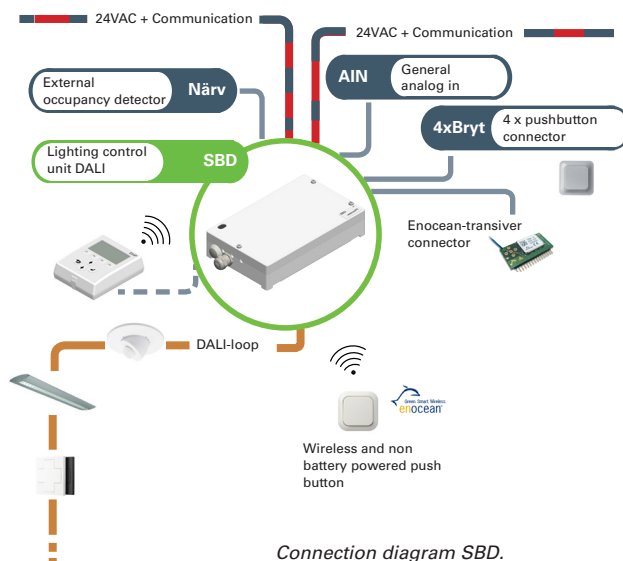 24VAC + Communication
24VAC + Communication
External
occupancy detector
Närv
AIN
General
analog in
4xBryt
4 x pushbutton
connector
Lighting control
unit DALI
SBD
Enocean-transiver
connector
DALI-loop
Green Smart Wireless
enocean
Wireless and non
battery powered push
button
Connection diagram SBD.